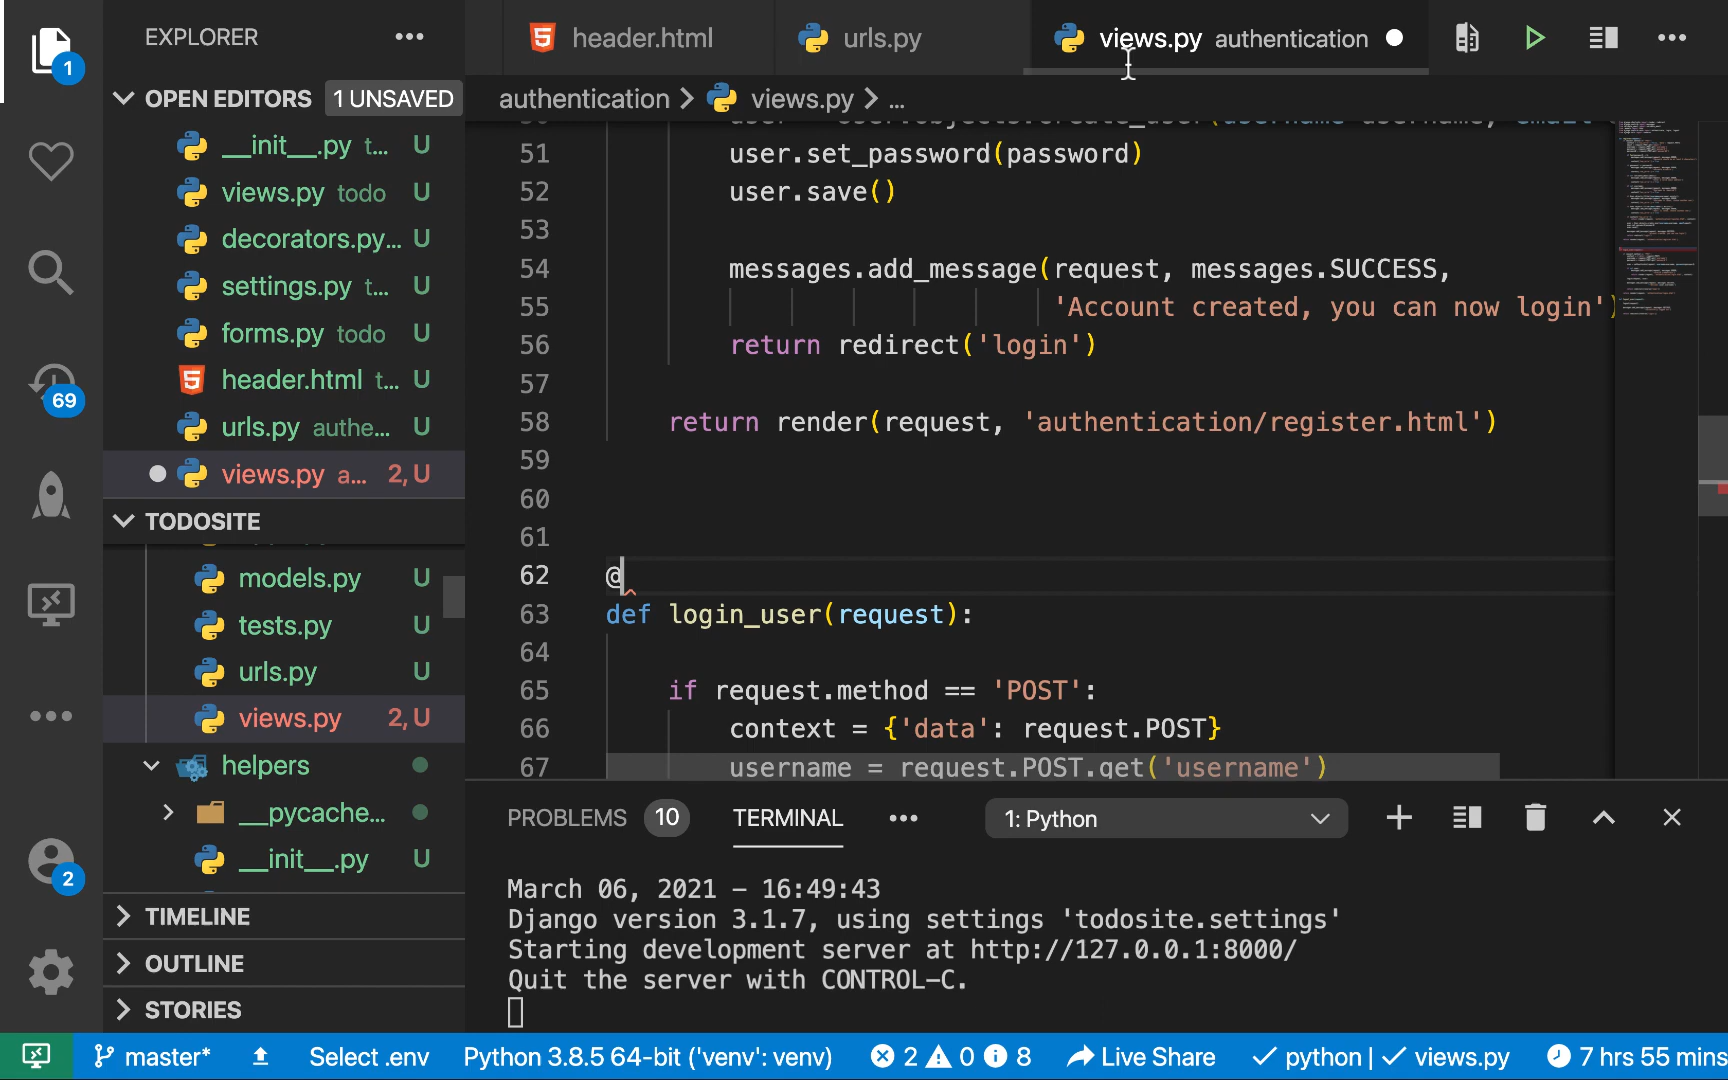 EXPLORER
OPEN EDITORS 1 UNSAVED
__init__.py t... U
views.py todo U
decorators.py... U
settings.py t... U
forms.py todo U
header.html t... U
urls.py authe... U
views.py a... 2, U
TODOSITE
models.py U
tests.py U
urls.py U
views.py 2, U
helpers
__pycache...
__init__.py U
TIMELINE
OUTLINE
STORIES
1
69
2
header.html
urls.py
views.py authentication
authentication > views.py > ...
51 user.set_password(password)
52 user.save()
53
54 messages.add_message(request, messages.SUCCESS,
55 'Account created, you can now login')
56 return redirect('login')
57
58 return render(request, 'authentication/register.html')
59
60
61
62 @
63 def login_user(request):
64
65 if request.method == 'POST':
66 context = {'data': request.POST}
67 username = request.POST.get('username')
PROBLEMS 10 TERMINAL ... 1: Python
March 06, 2021 - 16:49:43
Django version 3.1.7, using settings 'todosite.settings'
Starting development server at http://127.0.0.1:8000/
Quit the server with CONTROL-C.
master* Select .env Python 3.8.5 64-bit ('venv': venv) 2 0 8 Live Share python | views.py 7 hrs 55 mins